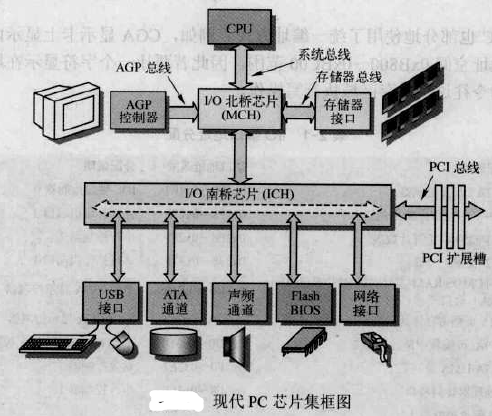 CPU
系统总线
AGP 总线
存储器总线
AGP
控制器
I/O 北桥芯片
(MCH)
存储器
接口
PCI 总线
I/O 南桥芯片 (ICH)
PCI 扩展槽
USB
接口
ATA
通道
声频
通道
Flash
BIOS
网络
接口
现代 PC 芯片集框图